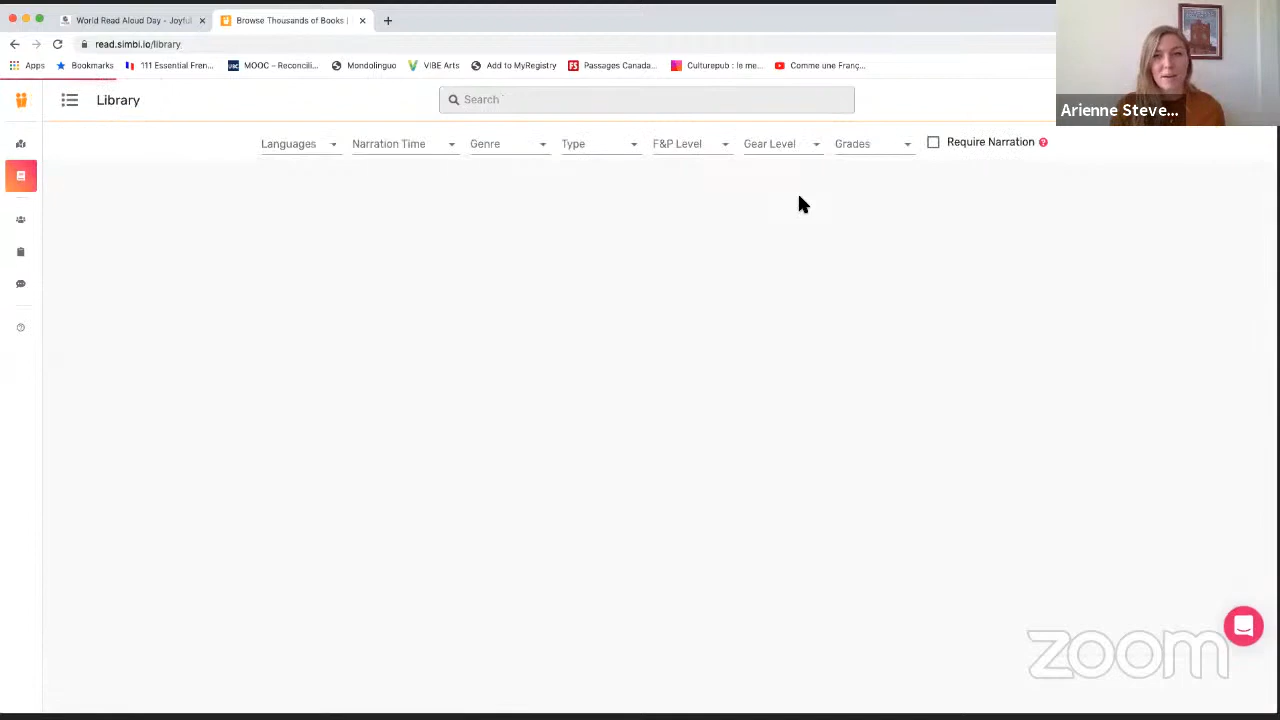 World Read Aloud Day - Joyful
Browse Thousands of Books |
read.simbi.io/library
Apps Bookmarks 111 Essential Fren... MOOC – Reconcili... Mondolinguo VIBE Arts Add to MyRegistry Passages Canada... Culturepub : le me... Comme une Franç...
Arienne Steve...
Library
Search
Languages Narration Time Genre Type F&P Level Gear Level Grades Require Narration ?
zoom